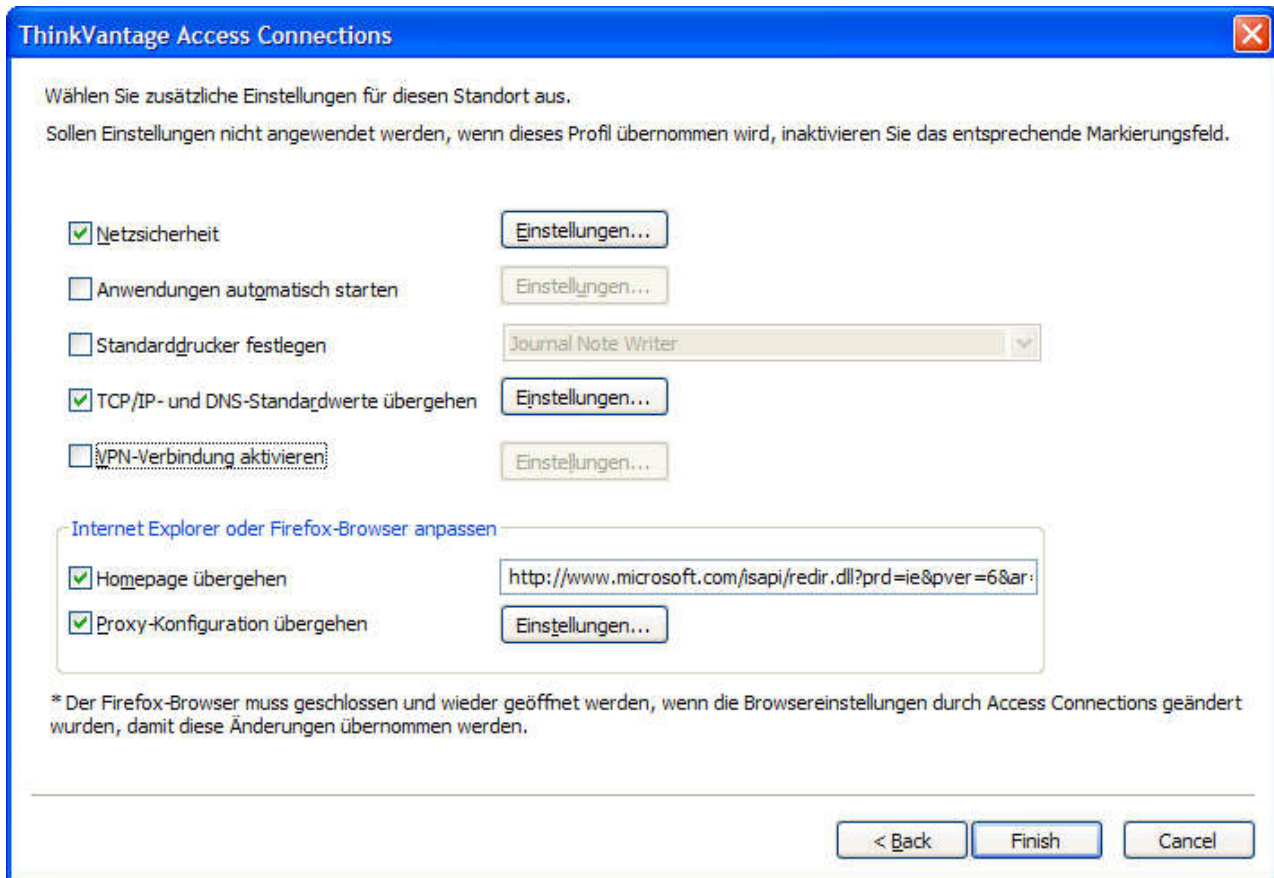 ThinkVantage Access Connections
Wählen Sie zusätzliche Einstellungen für diesen Standort aus.
Sollen Einstellungen nicht angewendet werden, wenn dieses Profil übernommen wird, inaktivieren Sie das entsprechende Markierungsfeld.
Netzsicherheit Einstellungen...
Anwendungen automatisch starten Einstellungen...
Standarddrucker festlegen Journal Note Writer
TCP/IP- und DNS-Standardwerte übergehen Einstellungen...
VPN-Verbindung aktivieren Einstellungen...
Internet Explorer oder Firefox-Browser anpassen
Homepage übergehen http://www.microsoft.com/isapi/redir.dll?prd=ie&pver=6&ar=
Proxy-Konfiguration übergehen Einstellungen...
* Der Firefox-Browser muss geschlossen und wieder geöffnet werden, wenn die Browsereinstellungen durch Access Connections geändert
wurden, damit diese Änderungen übernommen werden.
< Back Finish Cancel